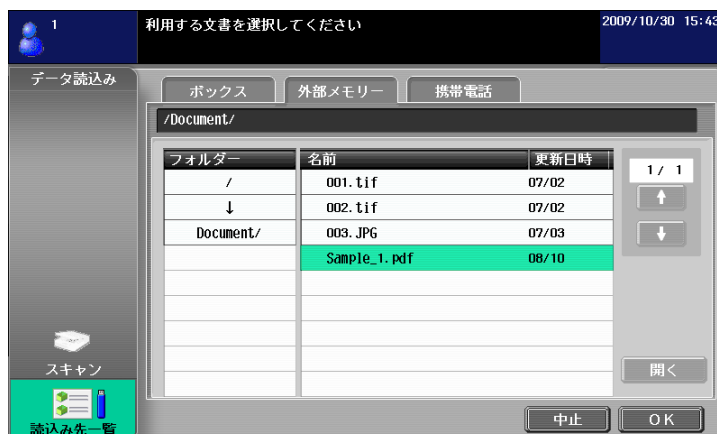 1
利用する文書を選択してください
2009/10/30 15:43
データ読込み
ボックス
外部メモリー
携帯電話
/Document/
フォルダー
名前
更新日時
1/ 1
/
001.tif
07/02
↓
002.tif
07/02
↑
Document/
003.JPG
07/03
↓
Sample_1.pdf
08/10
スキャン
開く
読込み先一覧
中止
OK